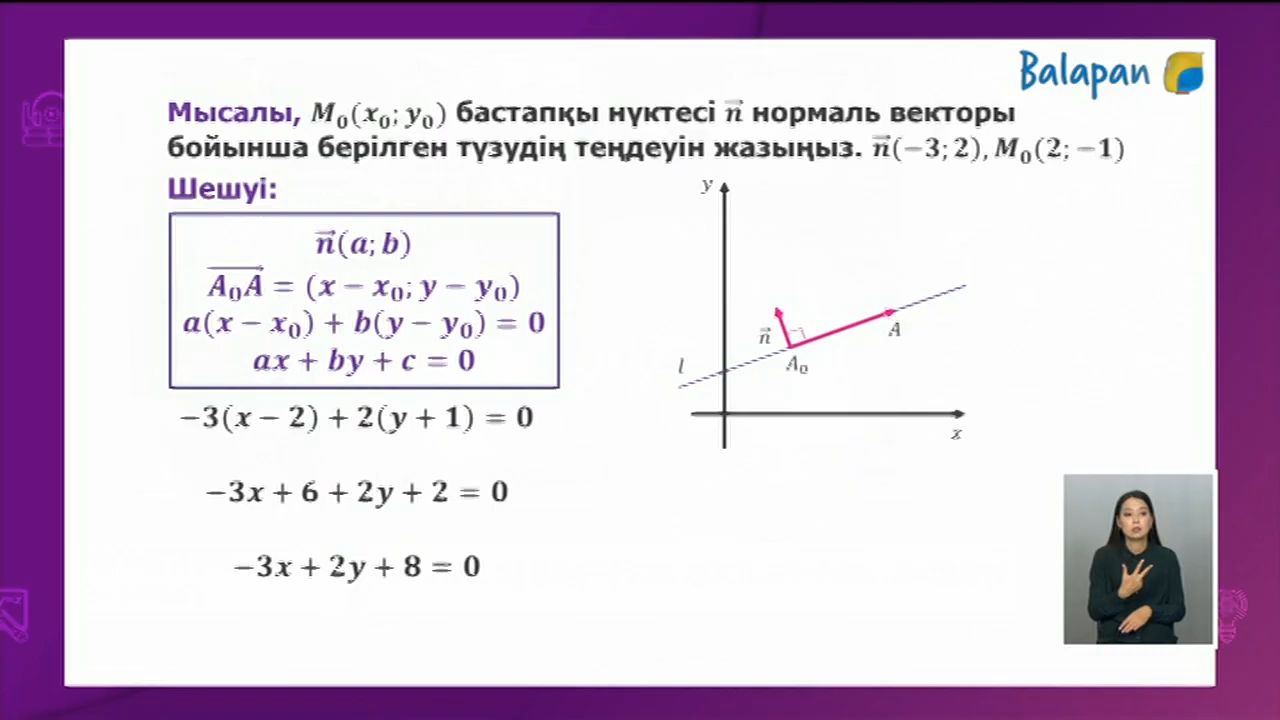 Balapan
Мысалы, M₀(x₀; y₀) бастапқы нүктесі n⃗ нормаль векторы
бойынша берілген түзудің теңдеуін жазыңыз. n⃗(−3; 2), M₀(2; −1)
Шешуі:
n⃗(a; b)
A₀A⃗ = (x − x₀; y − y₀)
a(x − x₀) + b(y − y₀) = 0
ax + by + c = 0
−3(x − 2) + 2(y + 1) = 0
−3x + 6 + 2y + 2 = 0
−3x + 2y + 8 = 0
y
n⃗
A
l
A₀
x